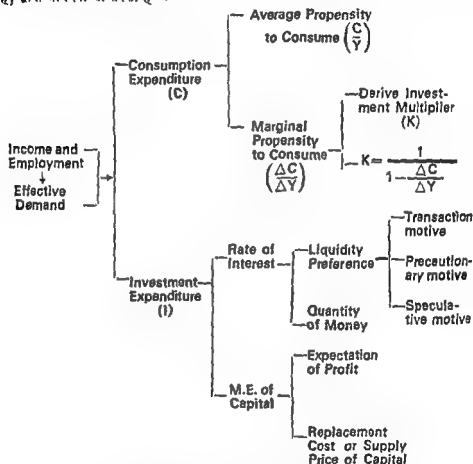 Average Propensity
to Consume (C/Y)
Consumption
Expenditure
(C)
Derive Invest-
ment Multiplier
(K)
Marginal
Propensity
to Consume
(ΔC/ΔY)
K = 1/(1 - ΔC/ΔY)
Income and
Employment
↓
Effective
Demand
Transaction
motive
Rate of
Interest
Liquidity
Preference
Precaution-
ary motive
Investment
Expenditure
(I)
Specula-
tive motive
Quantity
of Money
Expectation
of Profit
M.E. of
Capital
Replacement
Cost or Supply
Price of Capital